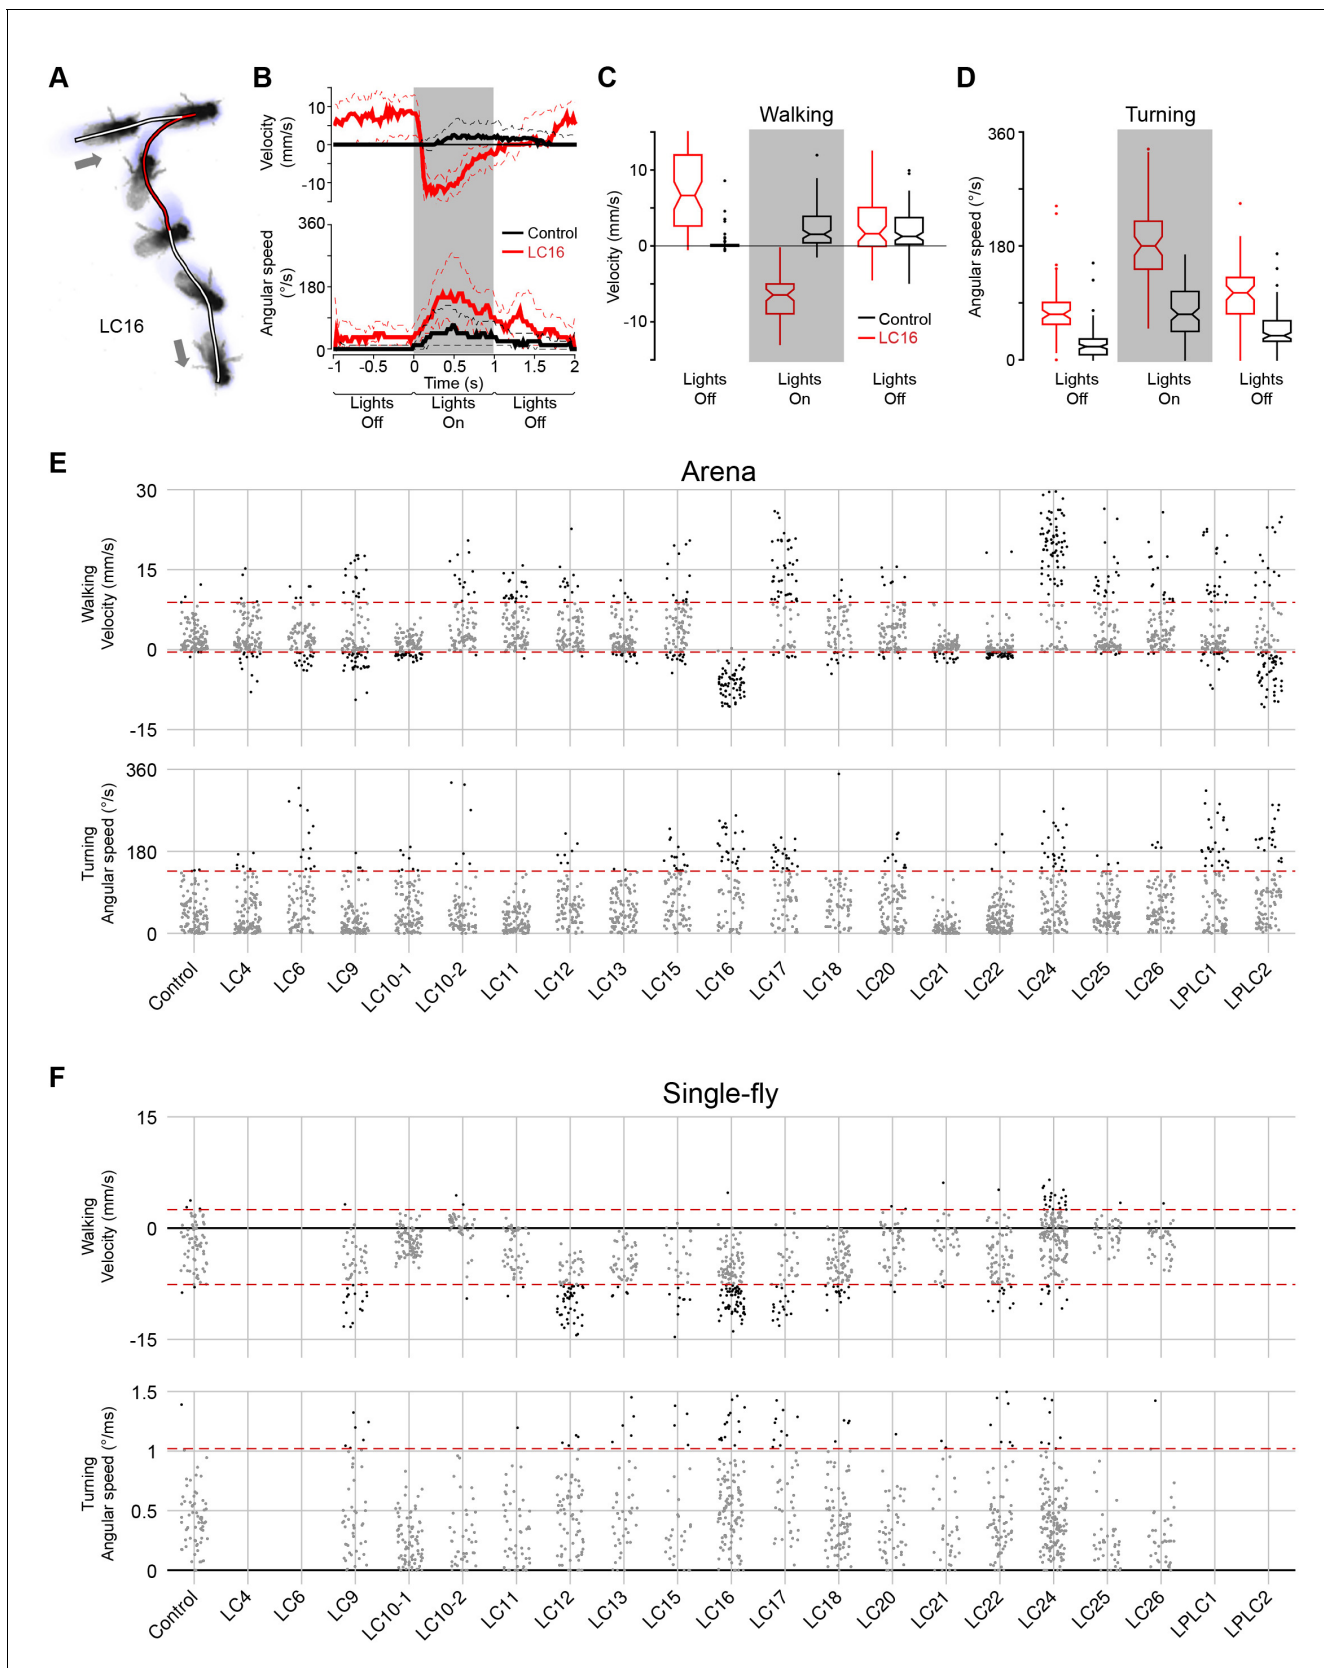 A
LC16
B
Velocity
(mm/s)
10
0
-10
Angular speed
(°/s)
360
180
0
Control
LC16
-1
-0.5
0
0.5
1
1.5
2
Time (s)
Lights
Off
Lights
On
Lights
Off
C
Walking
Velocity (mm/s)
10
0
-10
Control
LC16
Lights
Off
Lights
On
Lights
Off
D
Turning
Angular speed (°/s)
360
180
0
Lights
Off
Lights
On
Lights
Off
E
Arena
Walking
Velocity (mm/s)
30
15
0
-15
Turning
Angular speed (°/s)
360
180
0
Control
LC4
LC6
LC9
LC10-1
LC10-2
LC11
LC12
LC13
LC15
LC16
LC17
LC18
LC20
LC21
LC22
LC24
LC25
LC26
LPLC1
LPLC2
F
Single-fly
Walking
Velocity (mm/s)
15
0
-15
Turning
Angular speed (°/ms)
1.5
1
0.5
0
Control
LC4
LC6
LC9
LC10-1
LC10-2
LC11
LC12
LC13
LC15
LC16
LC17
LC18
LC20
LC21
LC22
LC24
LC25
LC26
LPLC1
LPLC2